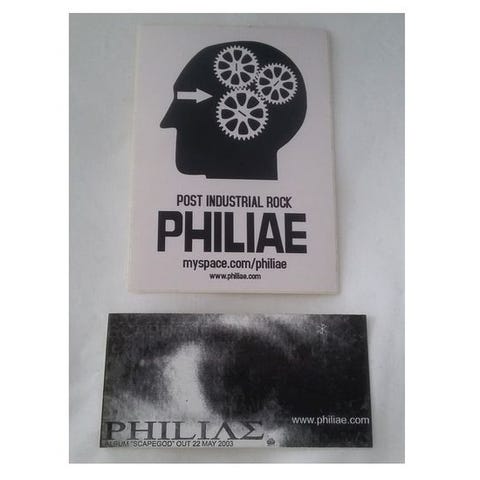 POST INDUSTRIAL ROCK
PHILIAE
myspace.com/philiae
www.philiae.com
www.philiae.com
PHILIAΣ
ALBUM "SCAPEGOD" OUT 22 MAY 2003